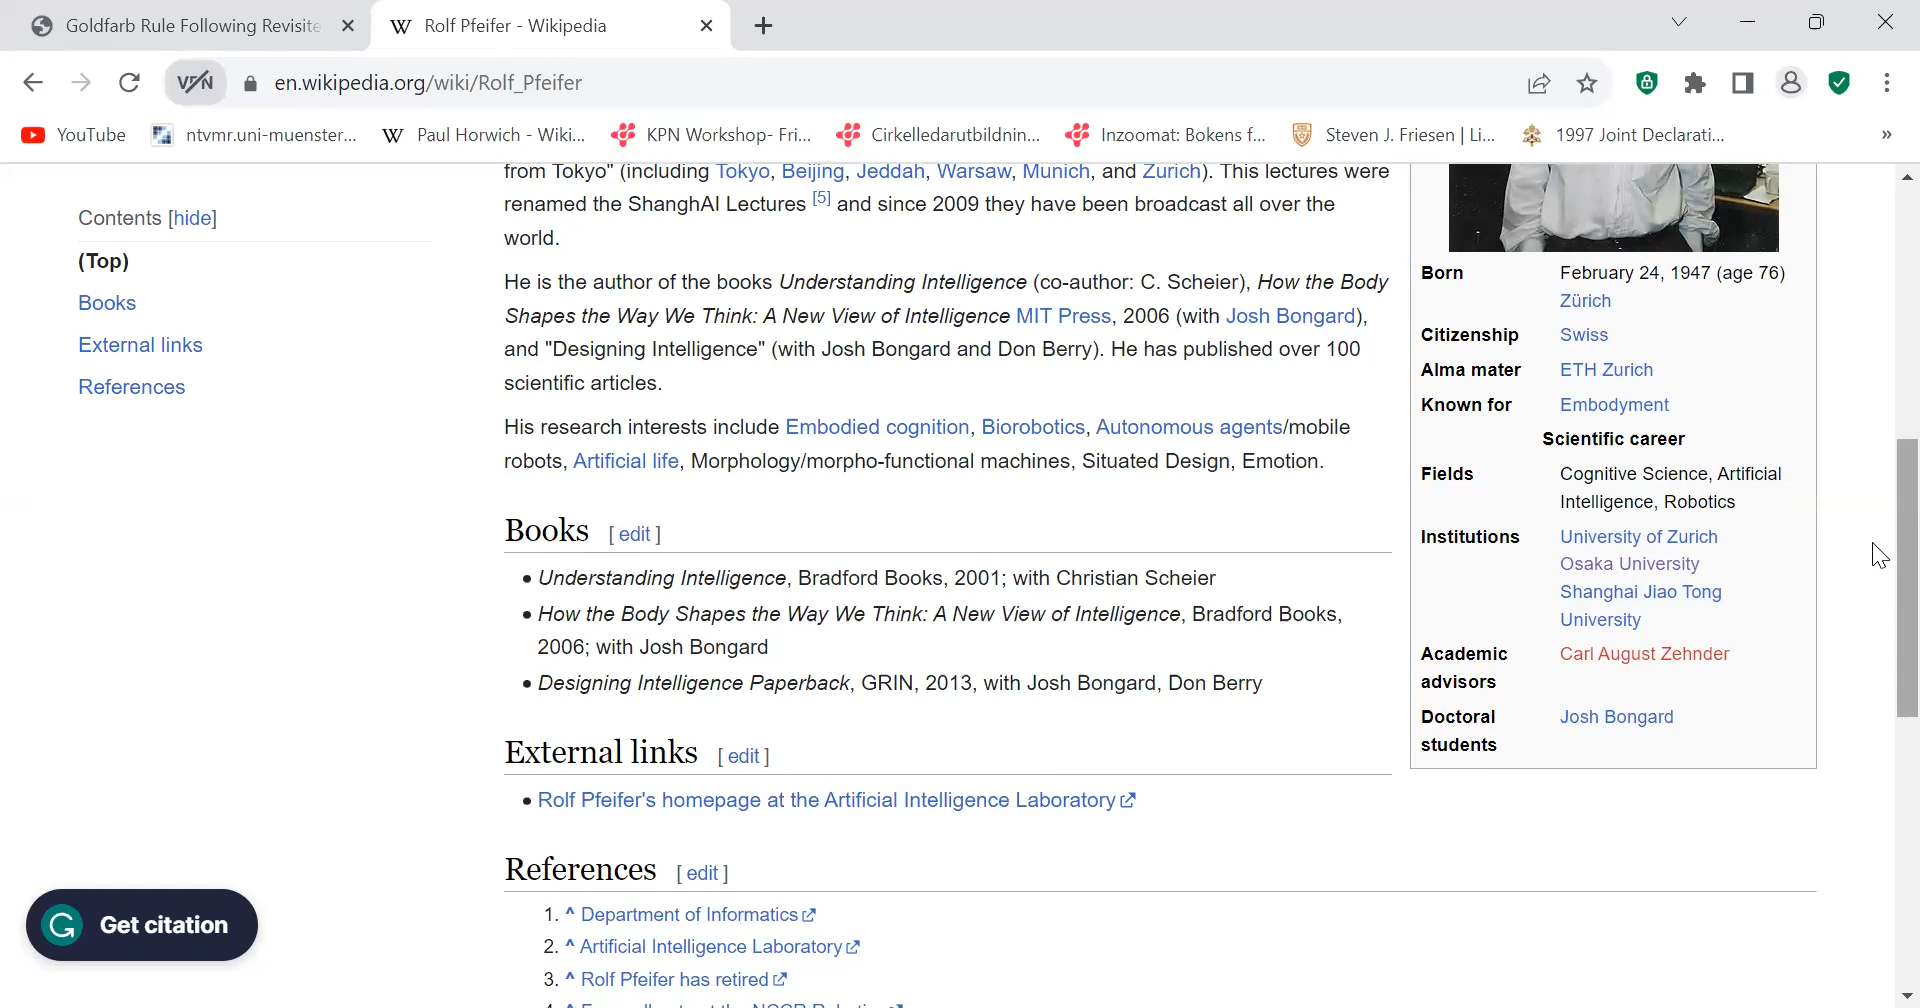 Goldfarb Rule Following Revisite
Rolf Pfeifer - Wikipedia
VPN
en.wikipedia.org/wiki/Rolf_Pfeifer
YouTube
ntvmr.uni-muenster...
W Paul Horwich - Wiki...
KPN Workshop- Fri...
Cirkelledarutbildnin...
Inzoomat: Bokens f...
Steven J. Friesen | Li...
1997 Joint Declarati...
»
Contents [hide]
(Top)
Books
External links
References
from Tokyo" (including Tokyo, Beijing, Jeddah, Warsaw, Munich, and Zurich). This lectures were
renamed the ShanghAI Lectures [5] and since 2009 they have been broadcast all over the
world.
He is the author of the books Understanding Intelligence (co-author: C. Scheier), How the Body
Shapes the Way We Think: A New View of Intelligence MIT Press, 2006 (with Josh Bongard),
and "Designing Intelligence" (with Josh Bongard and Don Berry). He has published over 100
scientific articles.
His research interests include Embodied cognition, Biorobotics, Autonomous agents/mobile
robots, Artificial life, Morphology/morpho-functional machines, Situated Design, Emotion.
Books [ edit ]
• Understanding Intelligence, Bradford Books, 2001; with Christian Scheier
• How the Body Shapes the Way We Think: A New View of Intelligence, Bradford Books,
2006; with Josh Bongard
• Designing Intelligence Paperback, GRIN, 2013, with Josh Bongard, Don Berry
External links [ edit ]
• Rolf Pfeifer's homepage at the Artificial Intelligence Laboratory
References [ edit ]
1. ^ Department of Informatics
2. ^ Artificial Intelligence Laboratory
3. ^ Rolf Pfeifer has retired
Born February 24, 1947 (age 76)
Zürich
Citizenship Swiss
Alma mater ETH Zurich
Known for Embodyment
Scientific career
Fields Cognitive Science, Artificial
Intelligence, Robotics
Institutions University of Zurich
Osaka University
Shanghai Jiao Tong
University
Academic Carl August Zehnder
advisors
Doctoral Josh Bongard
students
Get citation